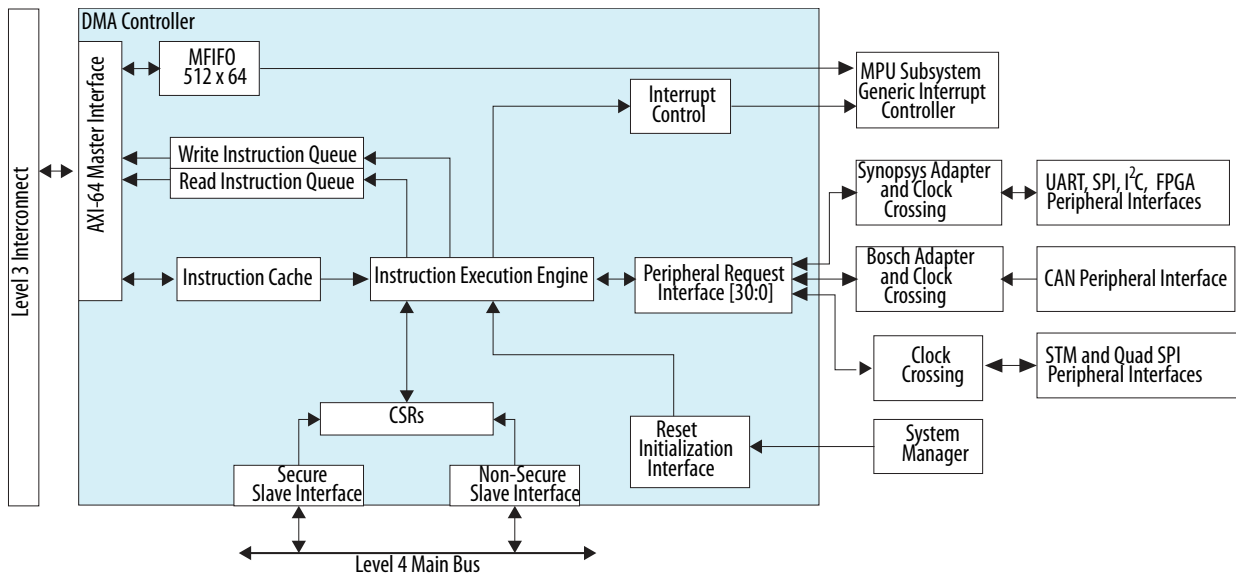 DMA Controller
Level 3 Interconnect
AXI-64 Master Interface
MFIFO
512 x 64
Write Instruction Queue
Read Instruction Queue
Instruction Cache
Instruction Execution Engine
Interrupt
Control
Peripheral Request
Interface [30:0]
CSRs
Reset
Initialization
Interface
Secure
Slave Interface
Non-Secure
Slave Interface
Level 4 Main Bus
MPU Subsystem
Generic Interrupt
Controller
Synopsys Adapter
and Clock
Crossing
UART, SPI, I²C, FPGA
Peripheral Interfaces
Bosch Adapter
and Clock
Crossing
CAN Peripheral Interface
Clock
Crossing
STM and Quad SPI
Peripheral Interfaces
System
Manager